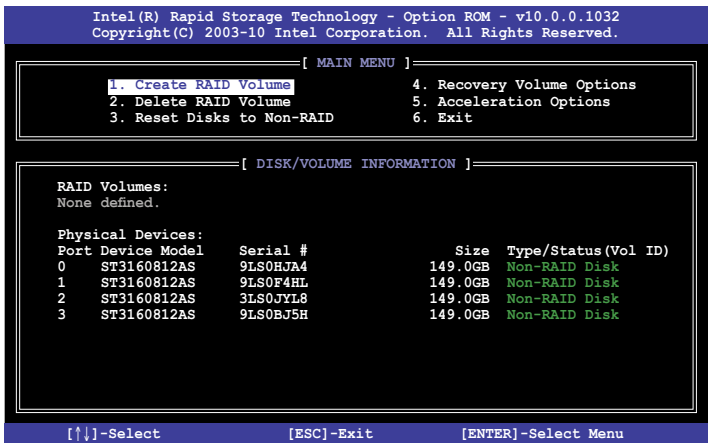 Intel(R) Rapid Storage Technology - Option ROM - v10.0.0.1032
Copyright(C) 2003-10 Intel Corporation. All Rights Reserved.
[ MAIN MENU ]
1. Create RAID Volume 4. Recovery Volume Options
2. Delete RAID Volume 5. Acceleration Options
3. Reset Disks to Non-RAID 6. Exit
[ DISK/VOLUME INFORMATION ]
RAID Volumes:
None defined.
Physical Devices:
Port Device Model Serial # Size Type/Status(Vol ID)
0 ST3160812AS 9LS0HJA4 149.0GB Non-RAID Disk
1 ST3160812AS 9LS0F4HL 149.0GB Non-RAID Disk
2 ST3160812AS 3LS0JYL8 149.0GB Non-RAID Disk
3 ST3160812AS 9LS0BJ5H 149.0GB Non-RAID Disk
[↑↓]-Select [ESC]-Exit [ENTER]-Select Menu